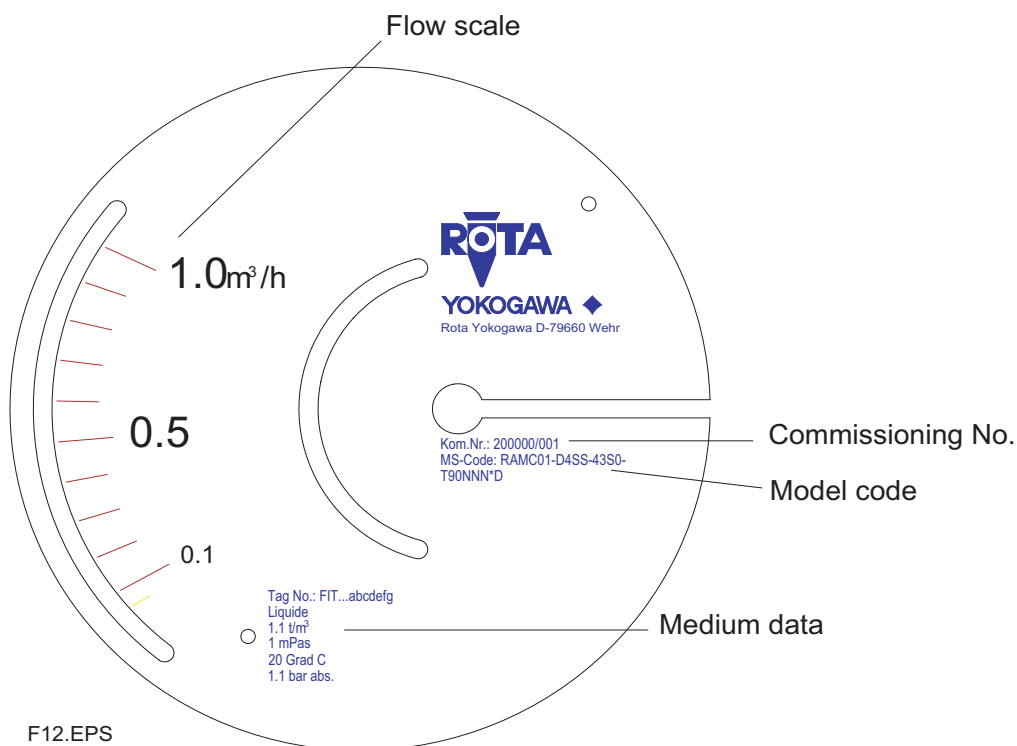 Flow scale
1.0m³/h
ROTA
YOKOGAWA
Rota Yokogawa D-79660 Wehr
0.5
Kom.Nr.: 200000/001
MS-Code: RAMC01-D4SS-43S0-
T90NNN*D
Commissioning No.
Model code
0.1
Tag No.: FIT...abcdefg
Liquide
1.1 t/m³
1 mPas
20 Grad C
1.1 bar abs.
Medium data
F12.EPS